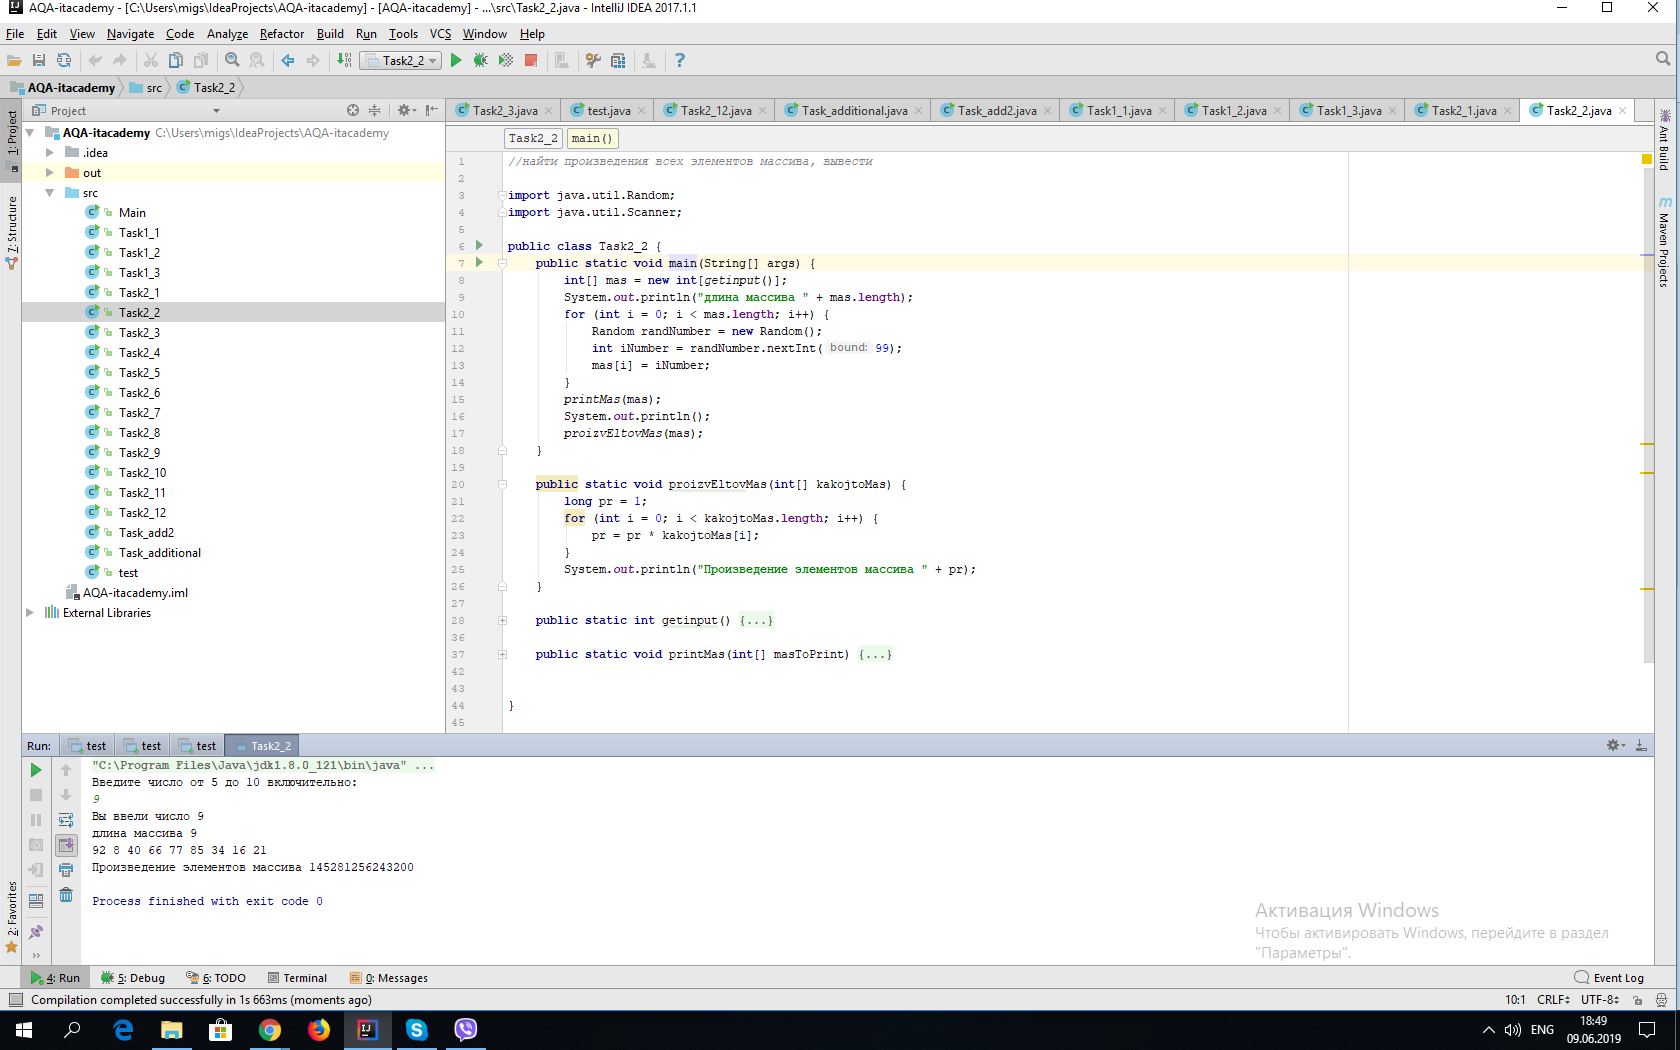 AQA-itacademy - [C:\Users\migs\IdeaProjects\AQA-itacademy] - [AQA-itacademy] - ...\src\Task2_2.java - IntelliJ IDEA 2017.1.1
File Edit View Navigate Code Analyze Refactor Build Run Tools VCS Window Help
Task2_2
AQA-itacademy src Task2_2
Project
Task2_3.java test.java Task2_12.java Task_additional.java Task_add2.java Task1_1.java Task1_2.java Task1_3.java Task2_1.java Task2_2.java
1: Project
7: Structure
2: Favorites
AQA-itacademy C:\Users\migs\IdeaProjects\AQA-itacademy
.idea
out
src
Main
Task1_1
Task1_2
Task1_3
Task2_1
Task2_2
Task2_3
Task2_4
Task2_5
Task2_6
Task2_7
Task2_8
Task2_9
Task2_10
Task2_11
Task2_12
Task_add2
Task_additional
test
AQA-itacademy.iml
External Libraries
Task2_2 main()
1 //найти произведения всех элементов массива, вывести
2
3 import java.util.Random;
4 import java.util.Scanner;
5
6 public class Task2_2 {
7 public static void main(String[] args) {
8 int[] mas = new int[getinput()];
9 System.out.println("длина массива " + mas.length);
10 for (int i = 0; i < mas.length; i++) {
11 Random randNumber = new Random();
12 int iNumber = randNumber.nextInt( bound: 99);
13 mas[i] = iNumber;
14 }
15 printMas(mas);
16 System.out.println();
17 proizvEltovMas(mas);
18 }
19
20 public static void proizvEltovMas(int[] kakojtoMas) {
21 long pr = 1;
22 for (int i = 0; i < kakojtoMas.length; i++) {
23 pr = pr * kakojtoMas[i];
24 }
25 System.out.println("Произведение элементов массива " + pr);
26 }
27
28 public static int getinput() {...}
36
37 public static void printMas(int[] masToPrint) {...}
42
43
44 }
45
Ant Build
m Maven Projects
Run: test test test Task2_2
"C:\Program Files\Java\jdk1.8.0_121\bin\java" ...
Введите число от 5 до 10 включительно:
9
Вы ввели число 9
длина массива 9
92 8 40 66 77 85 34 16 21
Произведение элементов массива 145281256243200
Process finished with exit code 0
Активация Windows
Чтобы активировать Windows, перейдите в раздел
"Параметры".
4: Run 5: Debug 6: TODO Terminal 0: Messages Event Log
Compilation completed successfully in 1s 663ms (moments ago) 10:1 CRLF UTF-8
ENG 18:49
09.06.2019